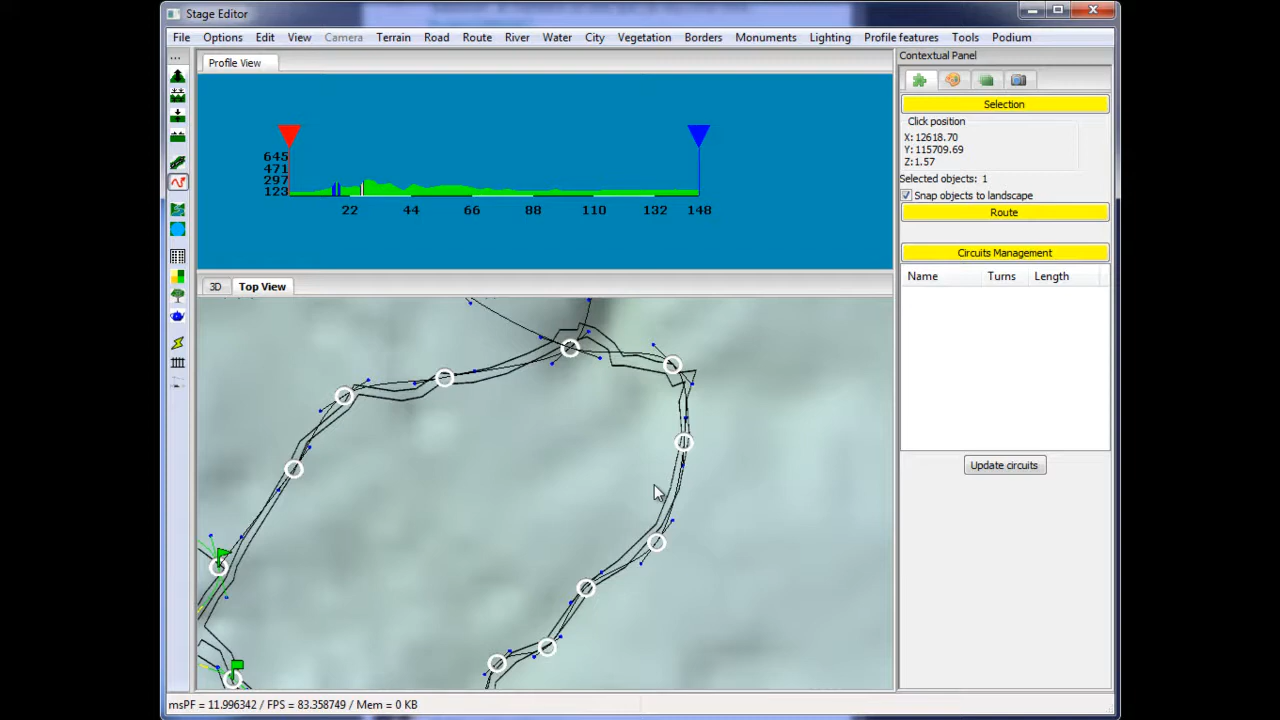 Stage Editor
File Options Edit View Camera Terrain Road Route River Water City Vegetation Borders Monuments Lighting Profile features Tools Podium
Profile View
645
471
297
123
22 44 66 88 110 132 148
3D Top View
Contextual Panel
Selection
Click position
X: 12618.70
Y: 115709.69
Z: 1.57
Selected objects: 1
Snap objects to landscape
Route
Circuits Management
Name Turns Length
Update circuits
msPF = 11.996342 / FPS = 83.358749 / Mem = 0 KB